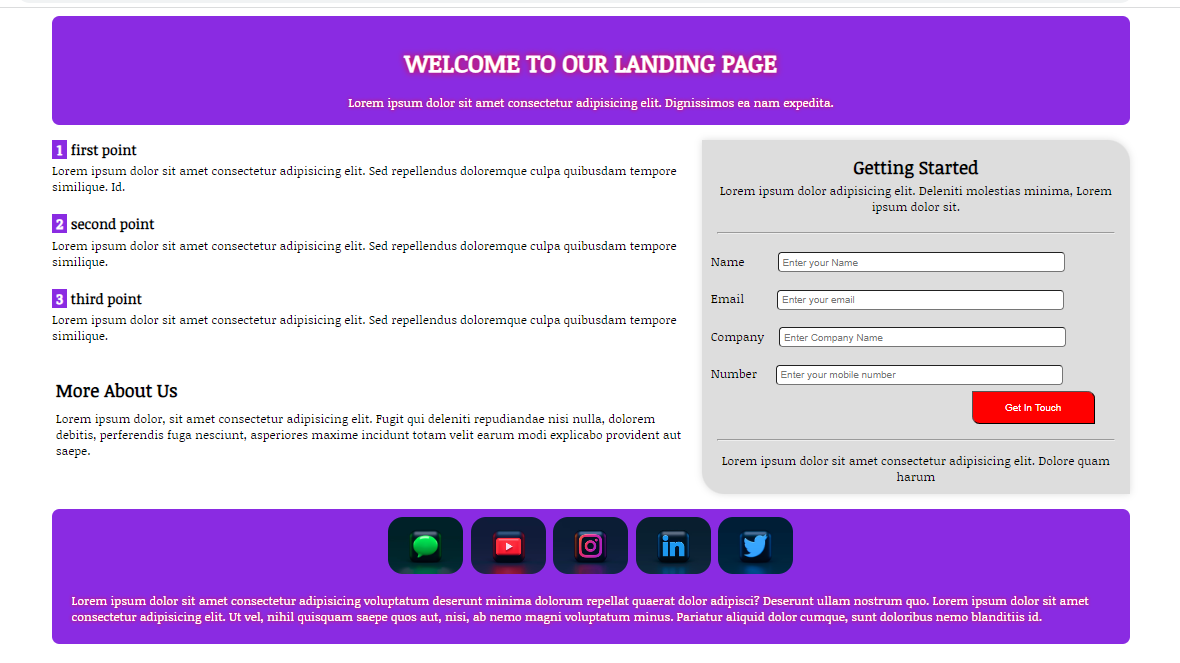 WELCOME TO OUR LANDING PAGE
Lorem ipsum dolor sit amet consectetur adipisicing elit. Dignissimos ea nam expedita.
1 first point
Lorem ipsum dolor sit amet consectetur adipisicing elit. Sed repellendus doloremque culpa quibusdam tempore
similique. Id.
2 second point
Lorem ipsum dolor sit amet consectetur adipisicing elit. Sed repellendus doloremque culpa quibusdam tempore
similique.
3 third point
Lorem ipsum dolor sit amet consectetur adipisicing elit. Sed repellendus doloremque culpa quibusdam tempore
similique.
More About Us
Lorem ipsum dolor, sit amet consectetur adipisicing elit. Fugit qui deleniti repudiandae nisi nulla, dolorem
debitis, perferendis fuga nesciunt, asperiores maxime incidunt totam velit earum modi explicabo provident aut
saepe.
Getting Started
Lorem ipsum dolor adipisicing elit. Deleniti molestias minima, Lorem
ipsum dolor sit.
Name Enter your Name
Email Enter your email
Company Enter Company Name
Number Enter your mobile number
Get In Touch
Lorem ipsum dolor sit amet consectetur adipisicing elit. Dolore quam
harum
in
Lorem ipsum dolor sit amet consectetur adipisicing voluptatum deserunt minima dolorum repellat quaerat dolor adipisci? Deserunt ullam nostrum quo. Lorem ipsum dolor sit amet
consectetur adipisicing elit. Ut vel, nihil quisquam saepe quos aut, nisi, ab nemo magni voluptatum minus. Pariatur aliquid dolor cumque, sunt doloribus nemo blanditiis id.